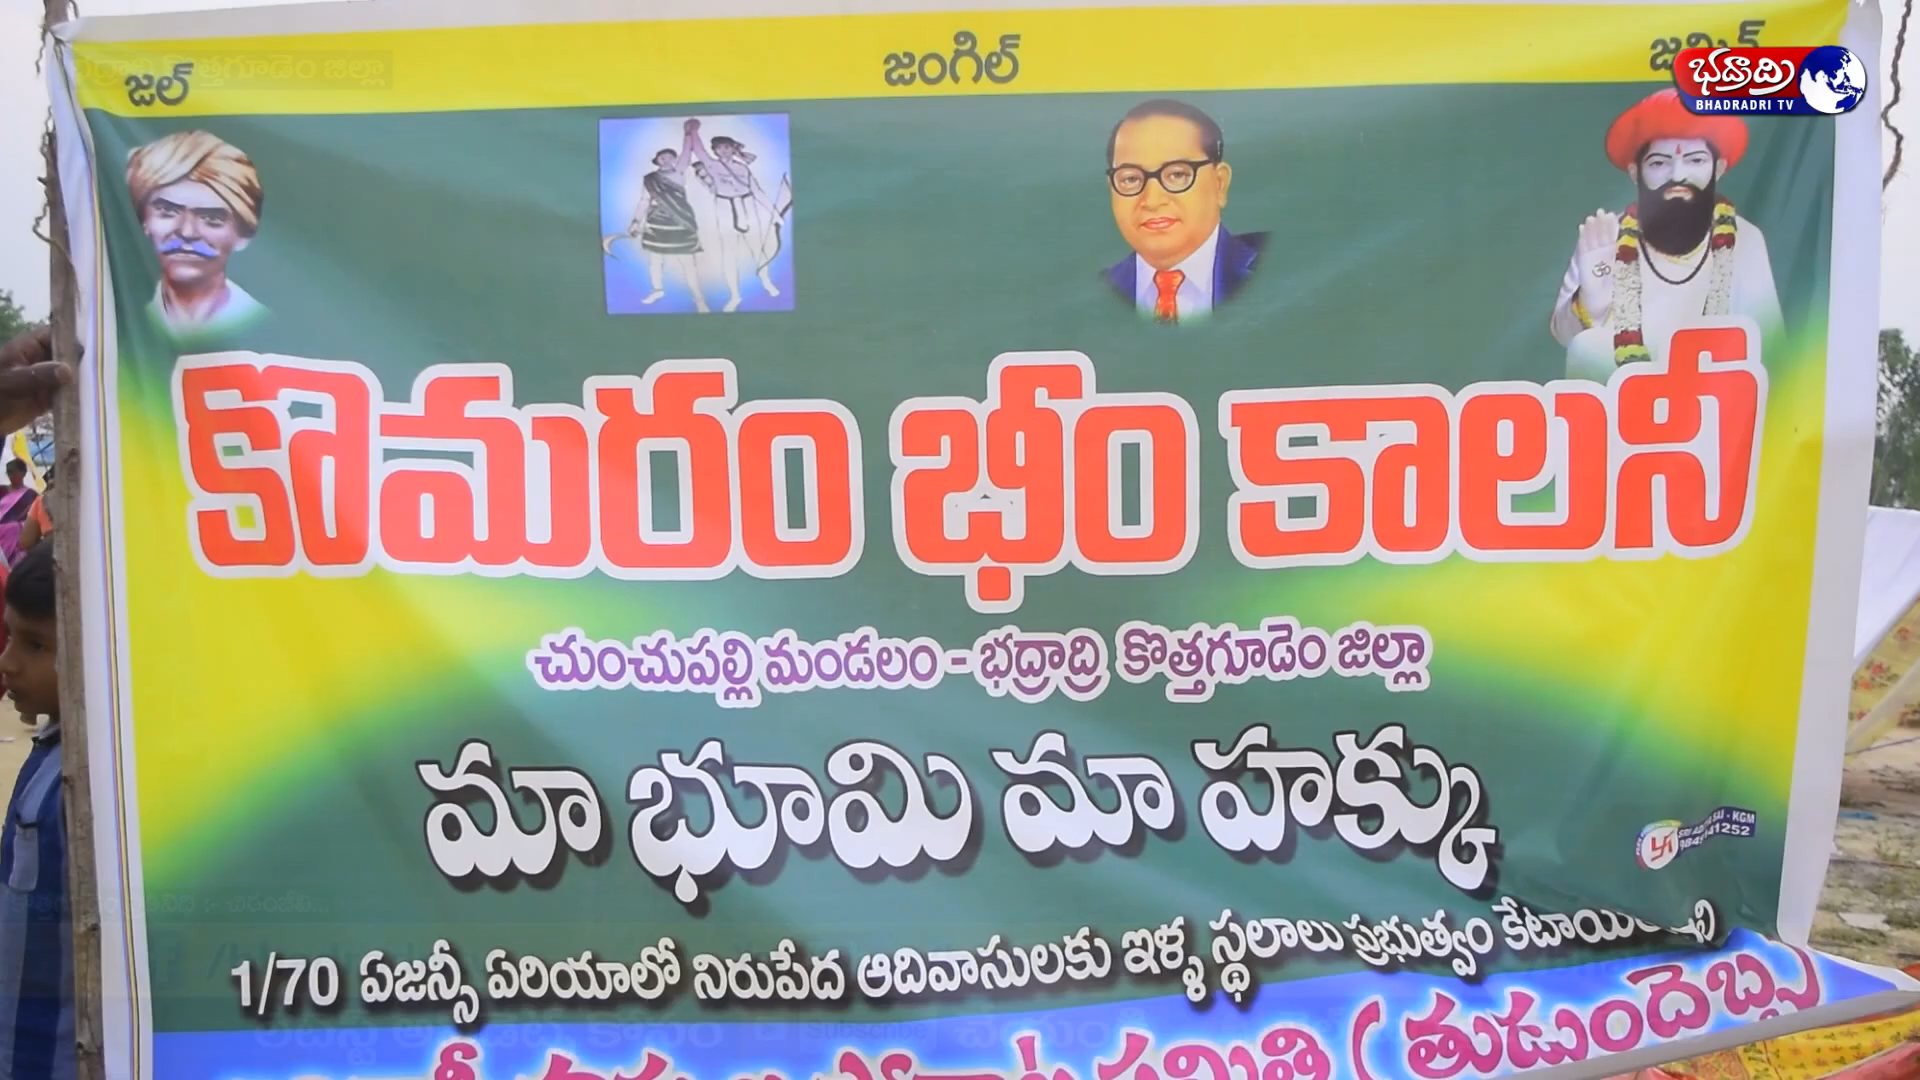 జల్ జంగిల్
భద్రాద్రి
BHADRADRI TV
కొమరం భీం కాలనీ
చుంచుపల్లి మండలం - భద్రాద్రి కొత్తగూడెం జిల్లా
మా భూమి మా హక్కు
1/70 ఏజన్సీ ఏరియాలో నిరుపేద ఆదివాసులకు ఇళ్ళ స్థలాలు ప్రభుత్వం
(తుడుందెబ్బ)